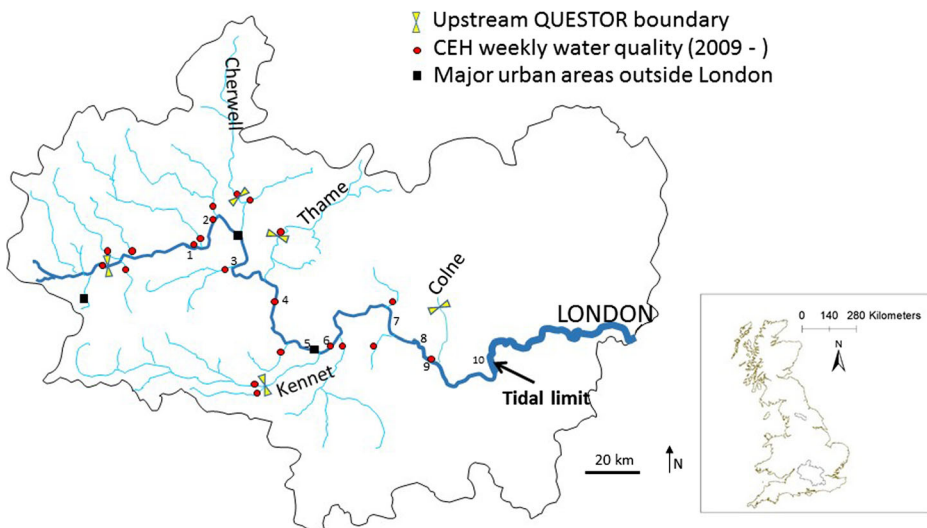 Upstream QUESTOR boundary
CEH weekly water quality (2009 - )
Major urban areas outside London
Cherwell
Thame
Colne
Kennet
LONDON
Tidal limit
1
2
3
4
5
6
7
8
9
10
20 km
N
0 140 280 Kilometers
N